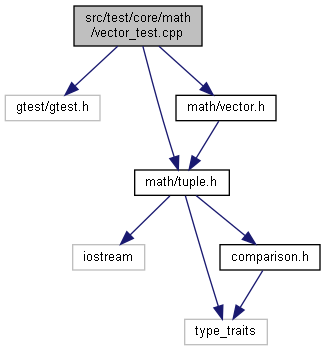 src/test/core/math
/vector_test.cpp
gtest/gtest.h
math/vector.h
math/tuple.h
iostream
comparison.h
type_traits